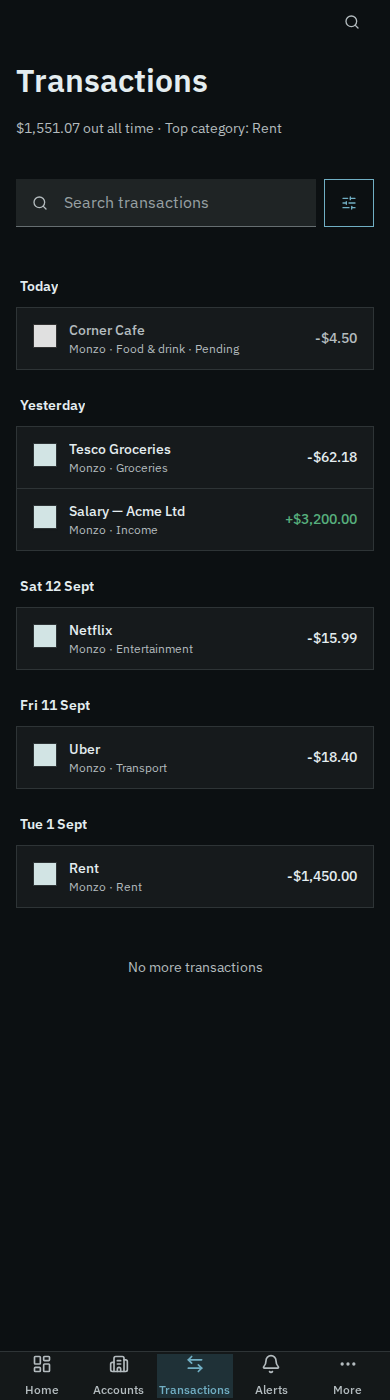 Transactions
$1,551.07 out all time · Top category: Rent
Search transactions
Today
Corner Cafe
-$4.50
Monzo · Food & drink · Pending
Yesterday
Tesco Groceries
-$62.18
Monzo · Groceries
Salary — Acme Ltd
+$3,200.00
Monzo · Income
Sat 12 Sept
Netflix
-$15.99
Monzo · Entertainment
Fri 11 Sept
Uber
-$18.40
Monzo · Transport
Tue 1 Sept
Rent
-$1,450.00
Monzo · Rent
No more transactions
Home Accounts Transactions Alerts More